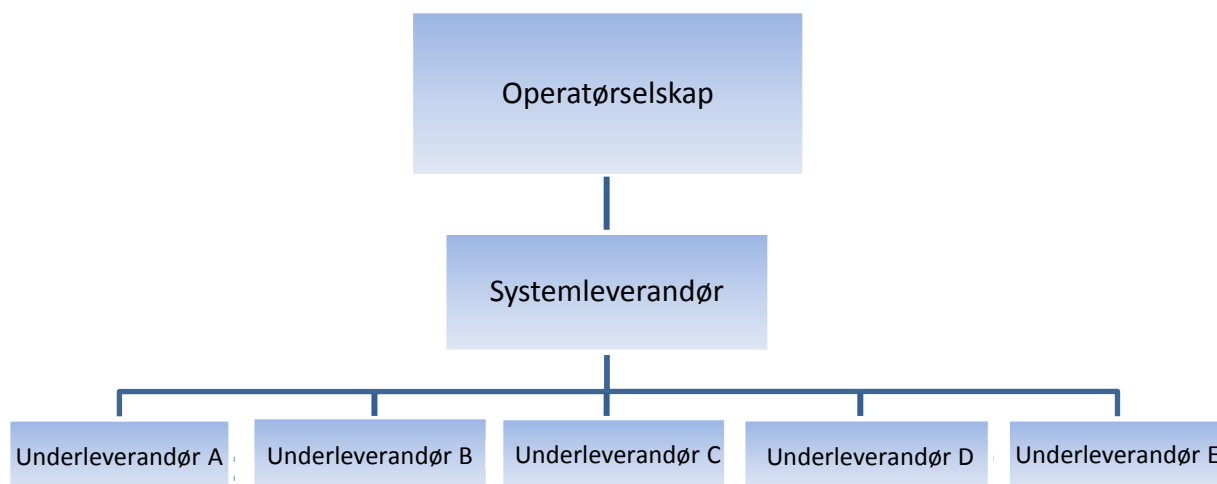 Operatørselskap
Systemleverandør
Underleverandør A
Underleverandør B
Underleverandør C
Underleverandør D
Underleverandør E